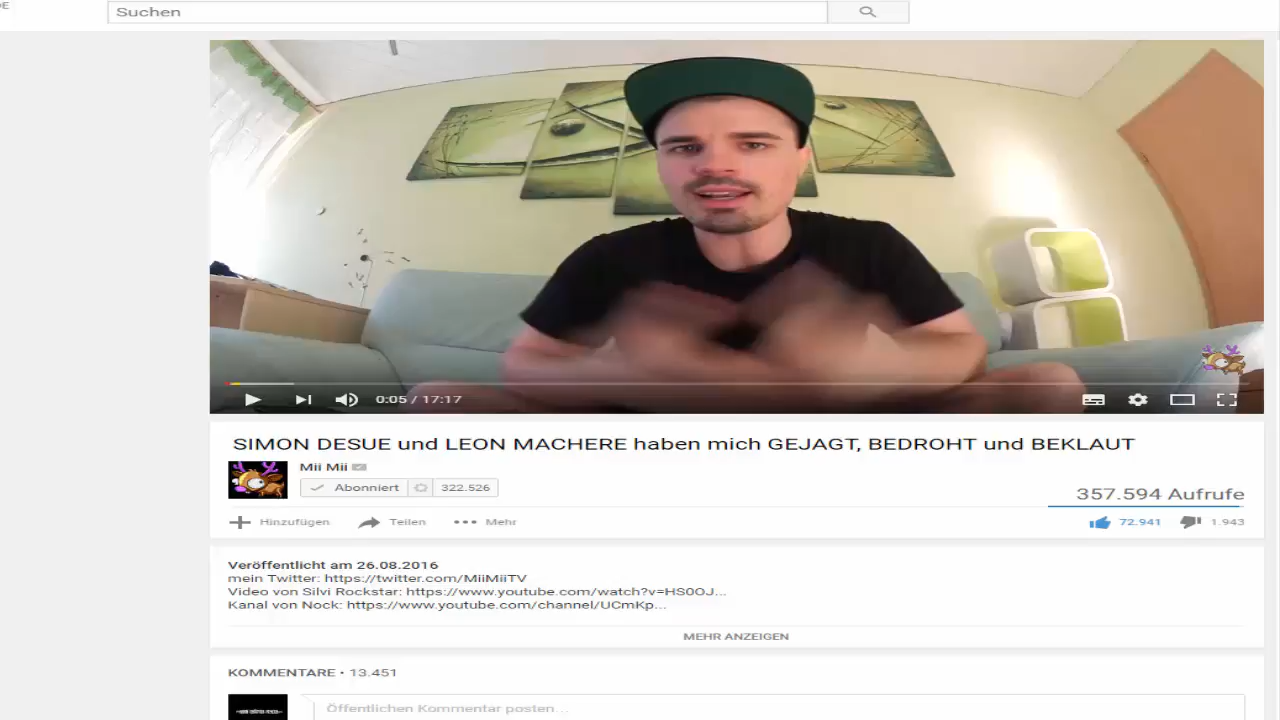 Suchen
0:05 / 17:17
SIMON DESUE und LEON MACHERE haben mich GEJAGT, BEDROHT und BEKLAUT
Mii Mii
Abonniert 322.526
357.594 Aufrufe
Hinzufügen Teilen Mehr 72.941 1.943
Veröffentlicht am 26.08.2016
mein Twitter: https://twitter.com/MiiMiiTV
Video von Silvi Rockstar: https://www.youtube.com/watch?v=HS0OJ...
Kanal von Nock: https://www.youtube.com/channel/UCmKp...
MEHR ANZEIGEN
KOMMENTARE • 13.451
Öffentlichen Kommentar posten...